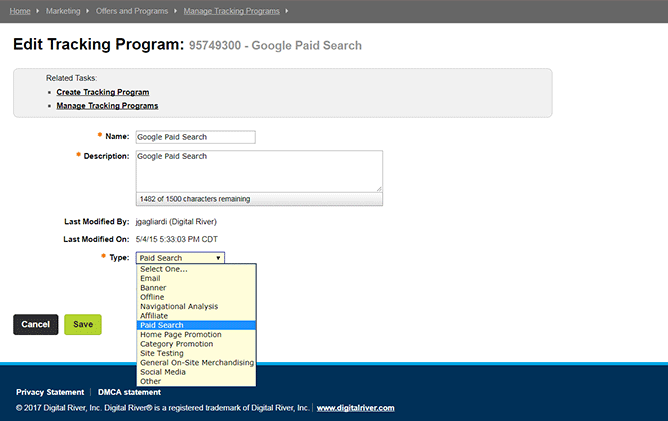 Home Marketing Offers and Programs Manage Tracking Programs
Edit Tracking Program: 95749300 - Google Paid Search
Related Tasks:
Create Tracking Program
Manage Tracking Programs
* Name: Google Paid Search
* Description: Google Paid Search
1482 of 1500 characters remaining
Last Modified By: jgagliardi (Digital River)
Last Modified On: 5/4/15 5:33:03 PM CDT
* Type: Paid Search
Select One...
Email
Banner
Offline
Navigational Analysis
Affiliate
Paid Search
Home Page Promotion
Category Promotion
Site Testing
General On-Site Merchandising
Social Media
Other
Cancel Save
Privacy Statement DMCA statement
© 2017 Digital River, Inc. Digital River® is a registered trademark of Digital River, Inc. www.digitalriver.com